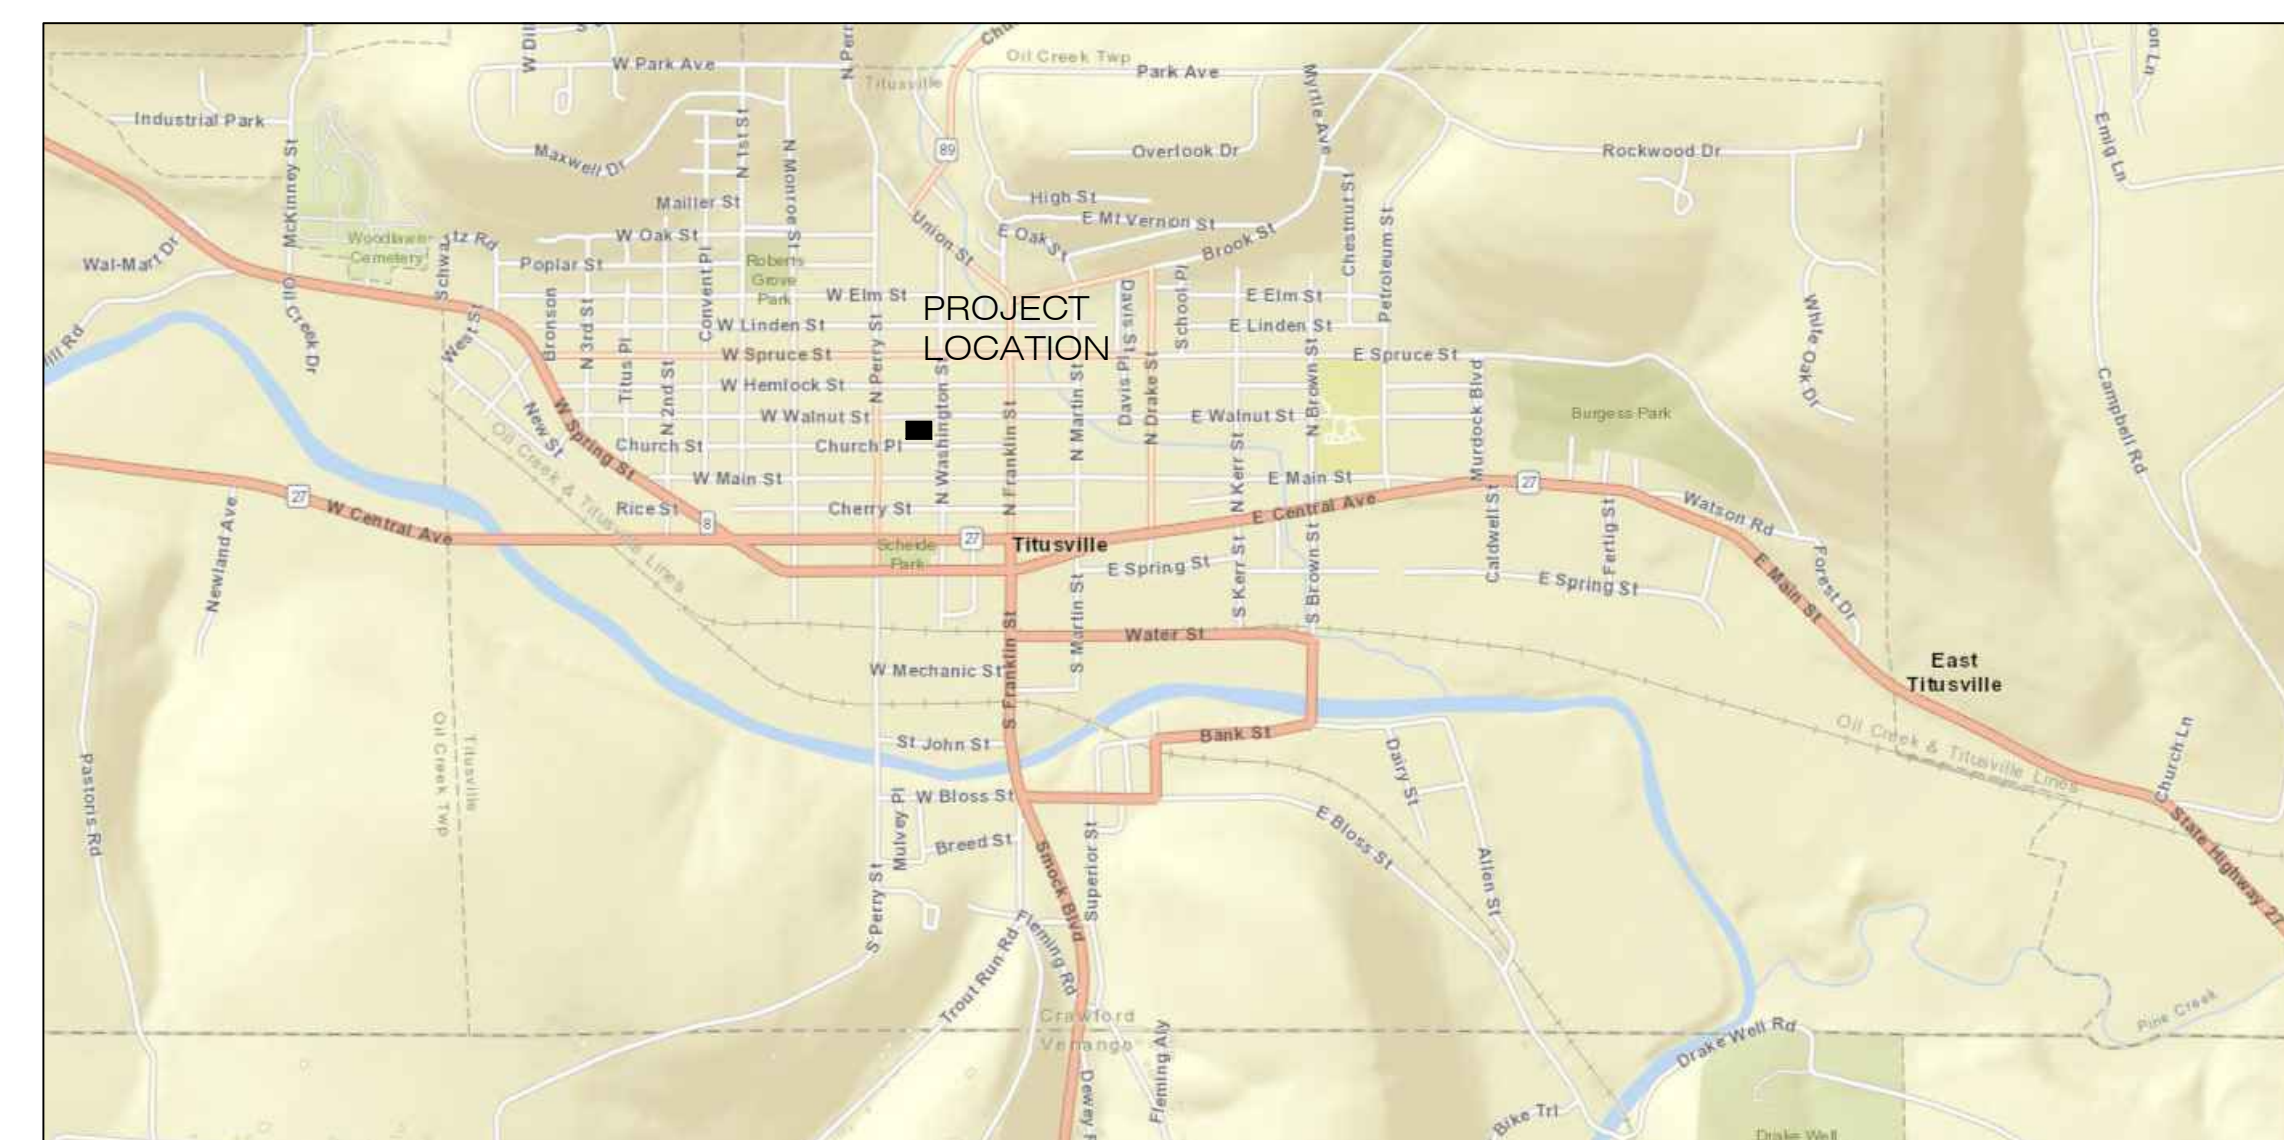 Oil Creek Twp
W Park Ave
Park Ave
Titusville
Industrial Park
89
Maxwell Dr
N 1st St
N Monroe St
Myrtle Ave
Overlook Dr
Rockwood Dr
Emig Ln
McKinney St
Mailler St
High St
E Mt Vernon St
Chestnut St
Petroleum St
Woodlawn
Cemetery
W Oak St
Union St
E Oak St
Brook St
Wal-Mart Dr
Schwartz Rd
Poplar St
Convent Pl
Roberts
Grove
Park
W Elm St
PROJECT
LOCATION
Davis St
School Pl
E Elm St
White Oak Dr
Oil Creek Dr
West St
Bronson
N 3rd St
Titus Pl
W Linden St
N Perry St
E Linden St
W Spruce St
E Spruce St
N 2nd St
W Hemlock St
N Washington St
N Franklin St
N Martin St
Davis Pl
N Drake St
N Brown St
Murdock Blvd
Campbell Rd
New St
W Spring St
W Walnut St
E Walnut St
Burgess Park
Church St
Church Pl
N Kerr St
Oil Creek & Titusville Lines
W Main St
E Main St
27
27
W Central Ave
Rice St
8
Cherry St
E Central Ave
Caldwell St
Fertig St
Watson Rd
Newland Ave
Scheide
Park
27
Titusville
E Spring St
S Kerr St
S Brown St
E Spring St
E Main St
Forest Dr
S Franklin St
S Martin St
Water St
W Mechanic St
East
Titusville
Oil Creek Twp
Titusville
St John St
Bank St
Dairy St
Oil Creek & Titusville Lines
Church Ln
Pastoris Rd
W Bloss St
Mulvey Pl
Breed St
Smock Blvd
Superior St
E Bloss St
Allen St
State Highway 27
S Perry St
Trout Run Rd
Fleming Rd
Crawford
Venango
Fleming Aly
Drake Well Rd
Pine Creek
Dewey
Bike Trl
Drake Well